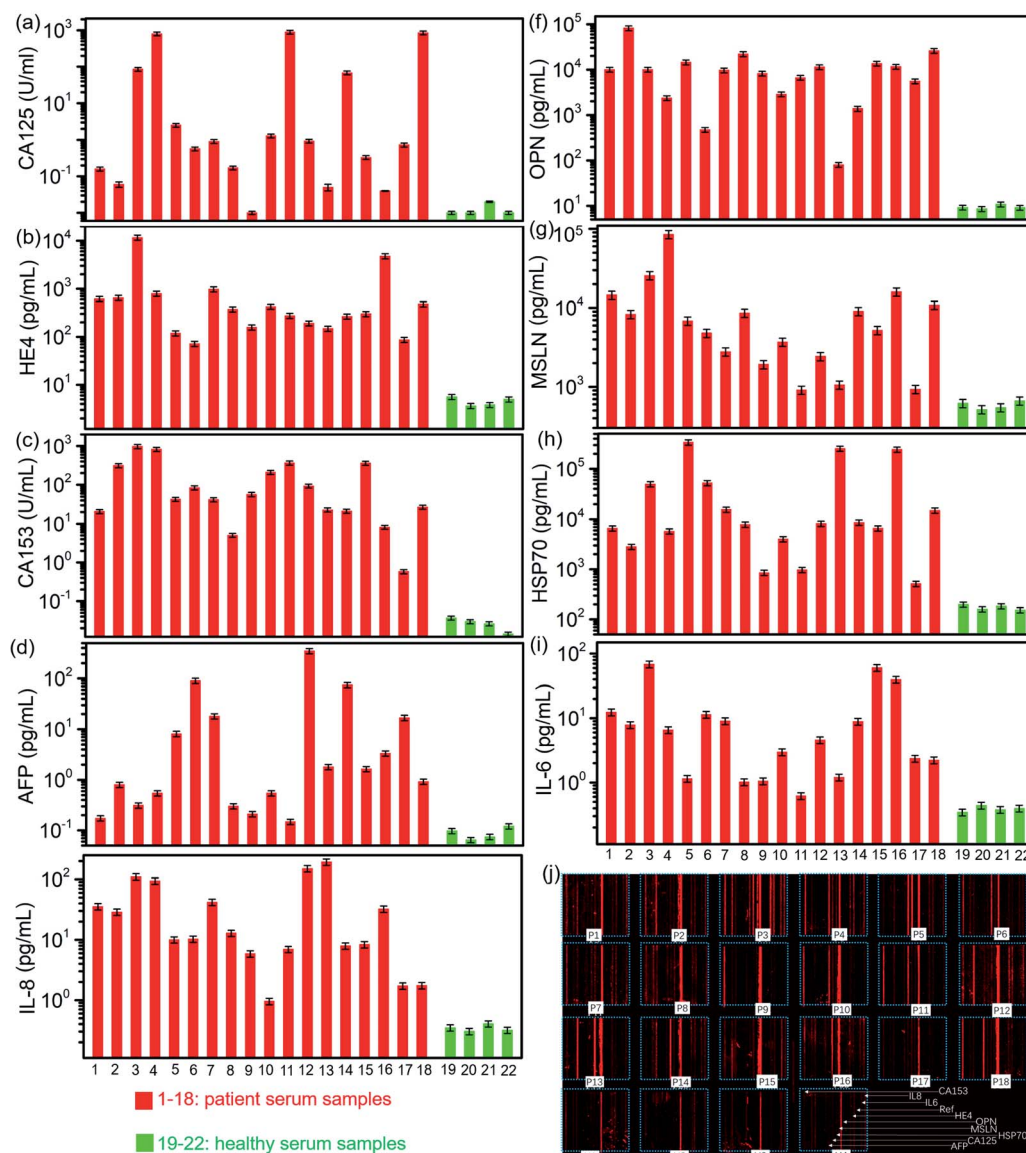 (a)
CA125 (U/ml)
10³
10¹
10⁻¹
(b)
HE4 (pg/mL)
10⁴
10³
10²
10¹
(c)
CA153 (U/mL)
10³
10²
10¹
10⁰
10⁻¹
(d)
AFP (pg/mL)
10²
10¹
10⁰
10⁻¹
IL-8 (pg/mL)
10²
10¹
10⁰
1 2 3 4 5 6 7 8 9 10 11 12 13 14 15 16 17 18 19 20 21 22
1-18: patient serum samples
19-22: healthy serum samples
(f)
OPN (pg/mL)
10⁵
10⁴
10³
10²
10¹
(g)
MSLN (pg/mL)
10⁵
10⁴
10³
(h)
HSP70 (pg/mL)
10⁵
10⁴
10³
10²
(i)
IL-6 (pg/mL)
10²
10¹
10⁰
1 2 3 4 5 6 7 8 9 10 11 12 13 14 15 16 17 18 19 20 21 22
(j)
P1 P2 P3 P4 P5 P6
P7 P8 P9 P10 P11 P12
P13 P14 P15 P16 P17 P18
CA153
IL8
IL6
Ref
HE4
OPN
MSLN
HSP70
CA125
AFP